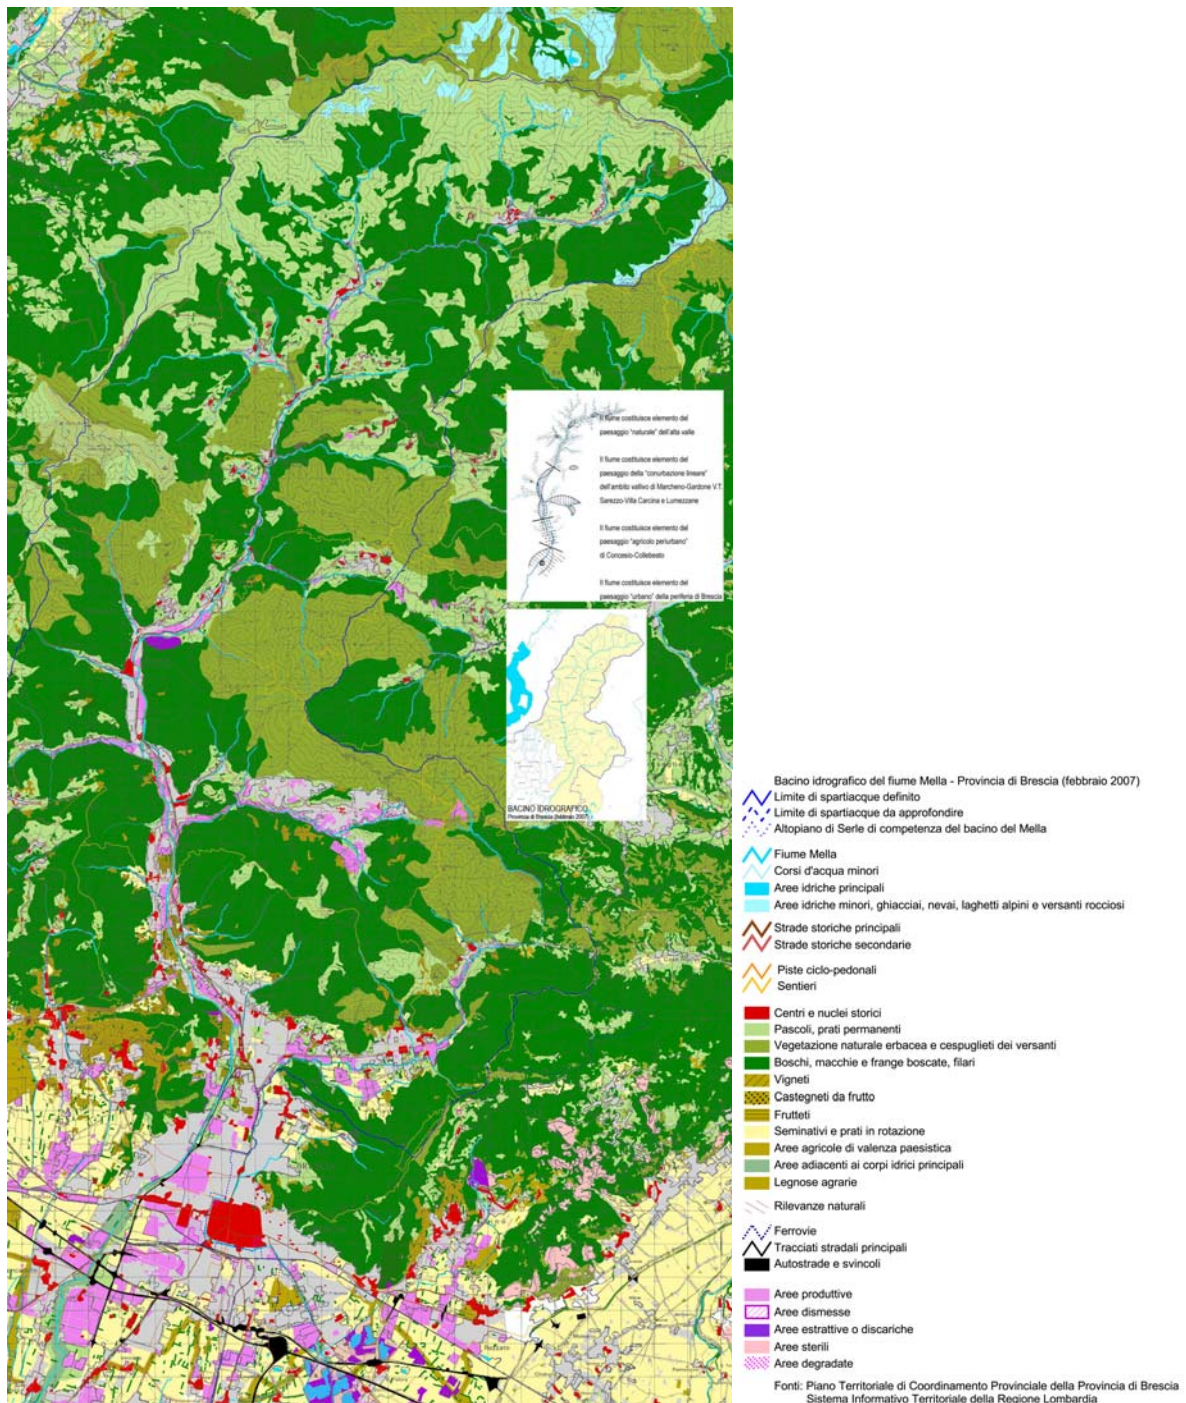 Il fiume costituisce elemento del
paesaggio "naturale" dell'alta valle
Il fiume costituisce elemento del
paesaggio della "conurbazione lineare"
dell'ambito vallivo di Marcheno-Gardone V.T.
Sarezzo-Villa Carcina e Lumezzane
Il fiume costituisce elemento del
paesaggio "agricolo periurbano"
di Concesio-Collebeato
Il fiume costituisce elemento del
paesaggio "urbano" della periferia di Brescia
BACINO IDROGRAFICO
Provincia di Brescia (febbraio 2007)
Rezzato
Bacino idrografico del fiume Mella - Provincia di Brescia (febbraio 2007)
Limite di spartiacque definito
Limite di spartiacque da approfondire
Altopiano di Serle di competenza del bacino del Mella
Fiume Mella
Corsi d'acqua minori
Aree idriche principali
Aree idriche minori, ghiacciai, nevai, laghetti alpini e versanti rocciosi
Strade storiche principali
Strade storiche secondarie
Piste ciclo-pedonali
Sentieri
Centri e nuclei storici
Pascoli, prati permanenti
Vegetazione naturale erbacea e cespuglieti dei versanti
Boschi, macchie e frange boscate, filari
Vigneti
Castegneti da frutto
Frutteti
Seminativi e prati in rotazione
Aree agricole di valenza paesistica
Aree adiacenti ai corpi idrici principali
Legnose agrarie
Rilevanze naturali
Ferrovie
Tracciati stradali principali
Autostrade e svincoli
Aree produttive
Aree dismesse
Aree estrattive o discariche
Aree sterili
Aree degradate
Fonti: Piano Territoriale di Coordinamento Provinciale della Provincia di Brescia
Sistema Informativo Territoriale della Regione Lombardia